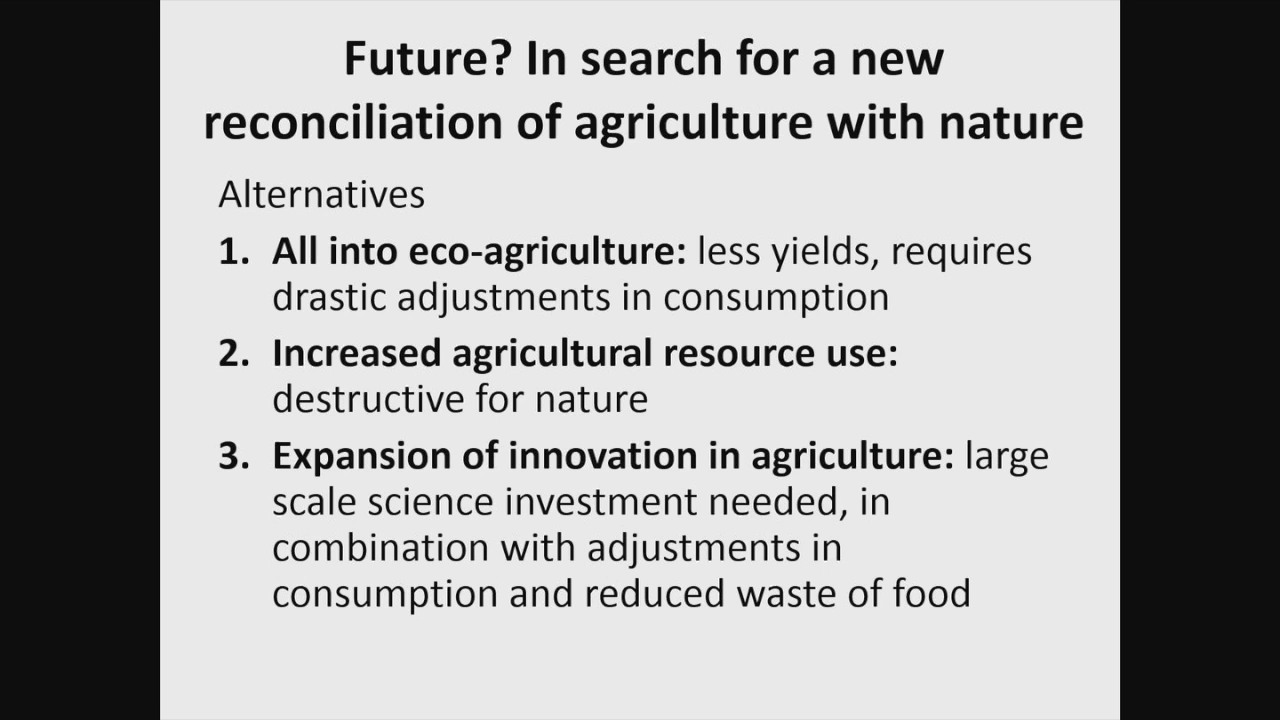 Future? In search for a new
reconciliation of agriculture with nature
Alternatives
1. All into eco-agriculture: less yields, requires
drastic adjustments in consumption
2. Increased agricultural resource use:
destructive for nature
3. Expansion of innovation in agriculture: large
scale science investment needed, in
combination with adjustments in
consumption and reduced waste of food